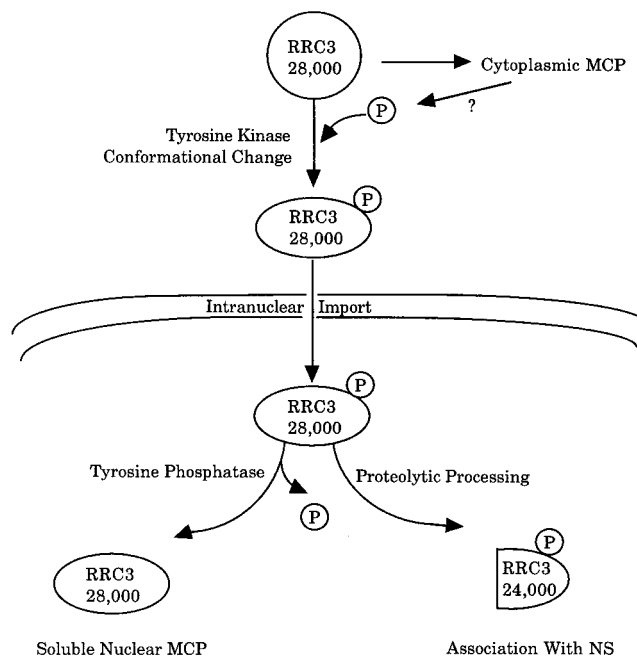 RRC3
28,000
Cytoplasmic MCP
P
?
Tyrosine Kinase
Conformational Change
P
RRC3
28,000
Intranuclear Import
P
RRC3
28,000
Tyrosine Phosphatase
Proteolytic Processing
P
P
RRC3
28,000
RRC3
24,000
Soluble Nuclear MCP
Association With NS